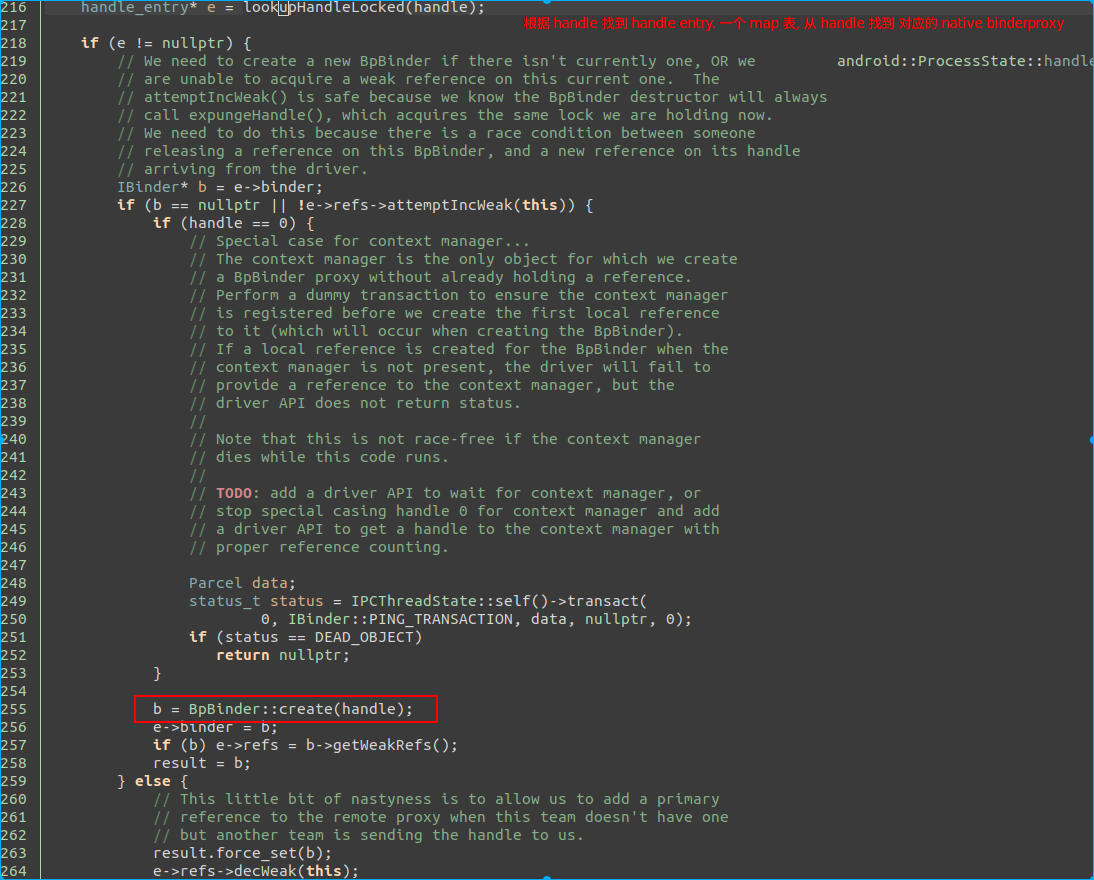 216     handle_entry* e = lookupHandleLocked(handle);
根据 handle 找到 handle entry. 一个 map 表, 从 handle 找到 对应的 native binderproxy
217
218     if (e != nullptr) {
219         // We need to create a new BpBinder if there isn't currently one, OR we         android::ProcessState::handle
220         // are unable to acquire a weak reference on this current one.  The
221         // attemptIncWeak() is safe because we know the BpBinder destructor will always
222         // call expungeHandle(), which acquires the same lock we are holding now.
223         // We need to do this because there is a race condition between someone
224         // releasing a reference on this BpBinder, and a new reference on its handle
225         // arriving from the driver.
226         IBinder* b = e->binder;
227         if (b == nullptr || !e->refs->attemptIncWeak(this)) {
228             if (handle == 0) {
229                 // Special case for context manager...
230                 // The context manager is the only object for which we create
231                 // a BpBinder proxy without already holding a reference.
232                 // Perform a dummy transaction to ensure the context manager
233                 // is registered before we create the first local reference
234                 // to it (which will occur when creating the BpBinder).
235                 // If a local reference is created for the BpBinder when the
236                 // context manager is not present, the driver will fail to
237                 // provide a reference to the context manager, but the
238                 // driver API does not return status.
239                 //
240                 // Note that this is not race-free if the context manager
241                 // dies while this code runs.
242                 //
243                 // TODO: add a driver API to wait for context manager, or
244                 // stop special casing handle 0 for context manager and add
245                 // a driver API to get a handle to the context manager with
246                 // proper reference counting.
247
248                 Parcel data;
249                 status_t status = IPCThreadState::self()->transact(
250                         0, IBinder::PING_TRANSACTION, data, nullptr, 0);
251                 if (status == DEAD_OBJECT)
252                    return nullptr;
253             }
254
255             b = BpBinder::create(handle);
256             e->binder = b;
257             if (b) e->refs = b->getWeakRefs();
258             result = b;
259         } else {
260             // This little bit of nastyness is to allow us to add a primary
261             // reference to the remote proxy when this team doesn't have one
262             // but another team is sending the handle to us.
263             result.force_set(b);
264             e->refs->decWeak(this);